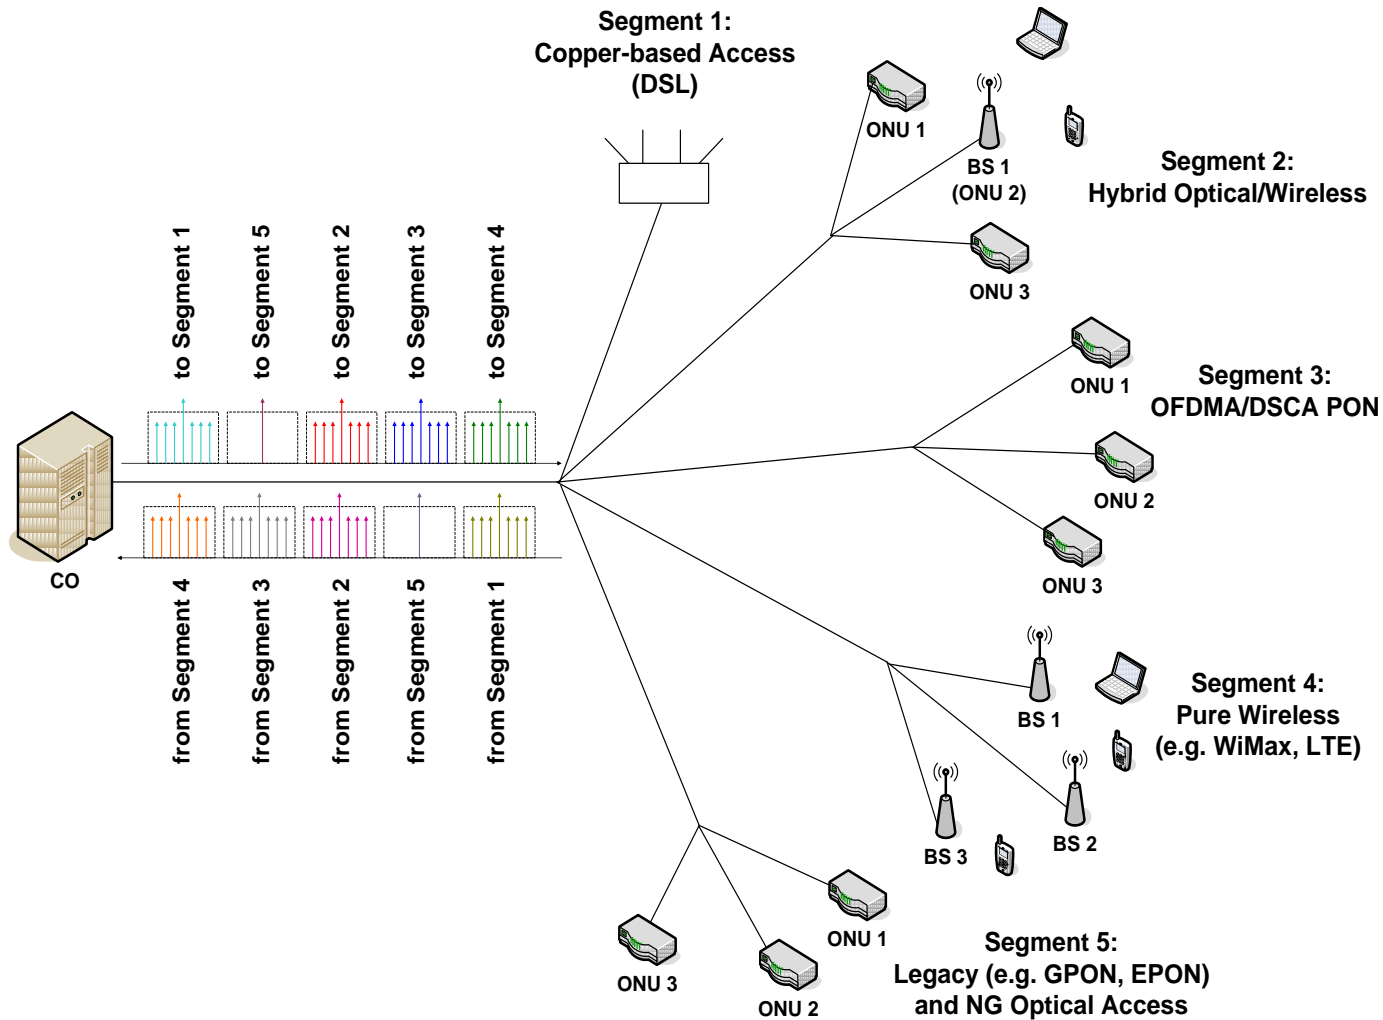 Segment 1:
Copper-based Access
(DSL)
ONU 1
BS 1
(ONU 2)
ONU 3
Segment 2:
Hybrid Optical/Wireless
to Segment 1
to Segment 5
to Segment 2
to Segment 3
to Segment 4
CO
from Segment 4
from Segment 3
from Segment 2
from Segment 5
from Segment 1
ONU 1
ONU 2
ONU 3
Segment 3:
OFDMA/DSCA PON
BS 1
BS 2
BS 3
Segment 4:
Pure Wireless
(e.g. WiMax, LTE)
ONU 1
ONU 2
ONU 3
Segment 5:
Legacy (e.g. GPON, EPON)
and NG Optical Access